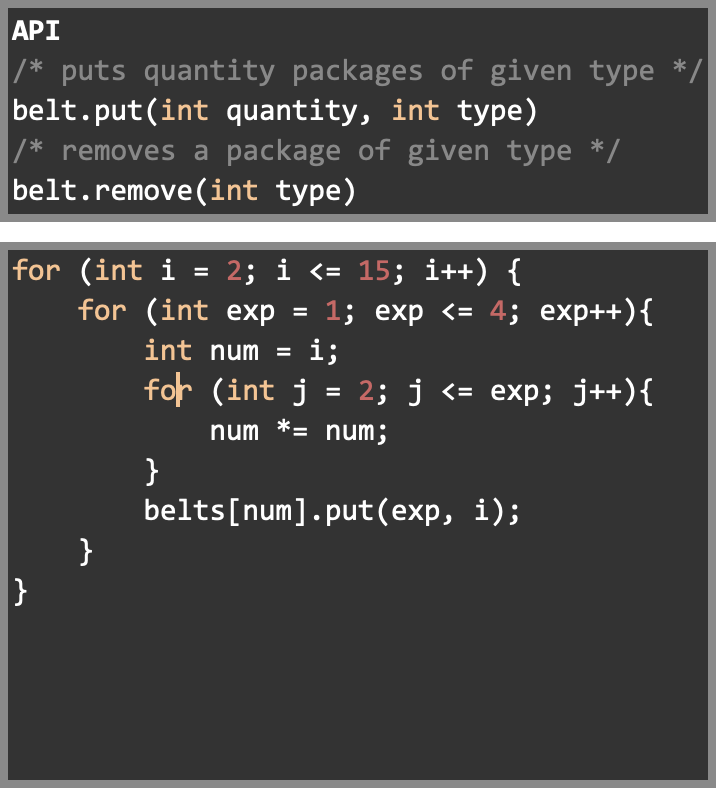 API
/* puts quantity packages of given type */
belt.put(int quantity, int type)
/* removes a package of given type */
belt.remove(int type)
for (int i = 2; i <= 15; i++) {
    for (int exp = 1; exp <= 4; exp++){
        int num = i;
        for (int j = 2; j <= exp; j++){
            num *= num;
        }
        belts[num].put(exp, i);
    }
}